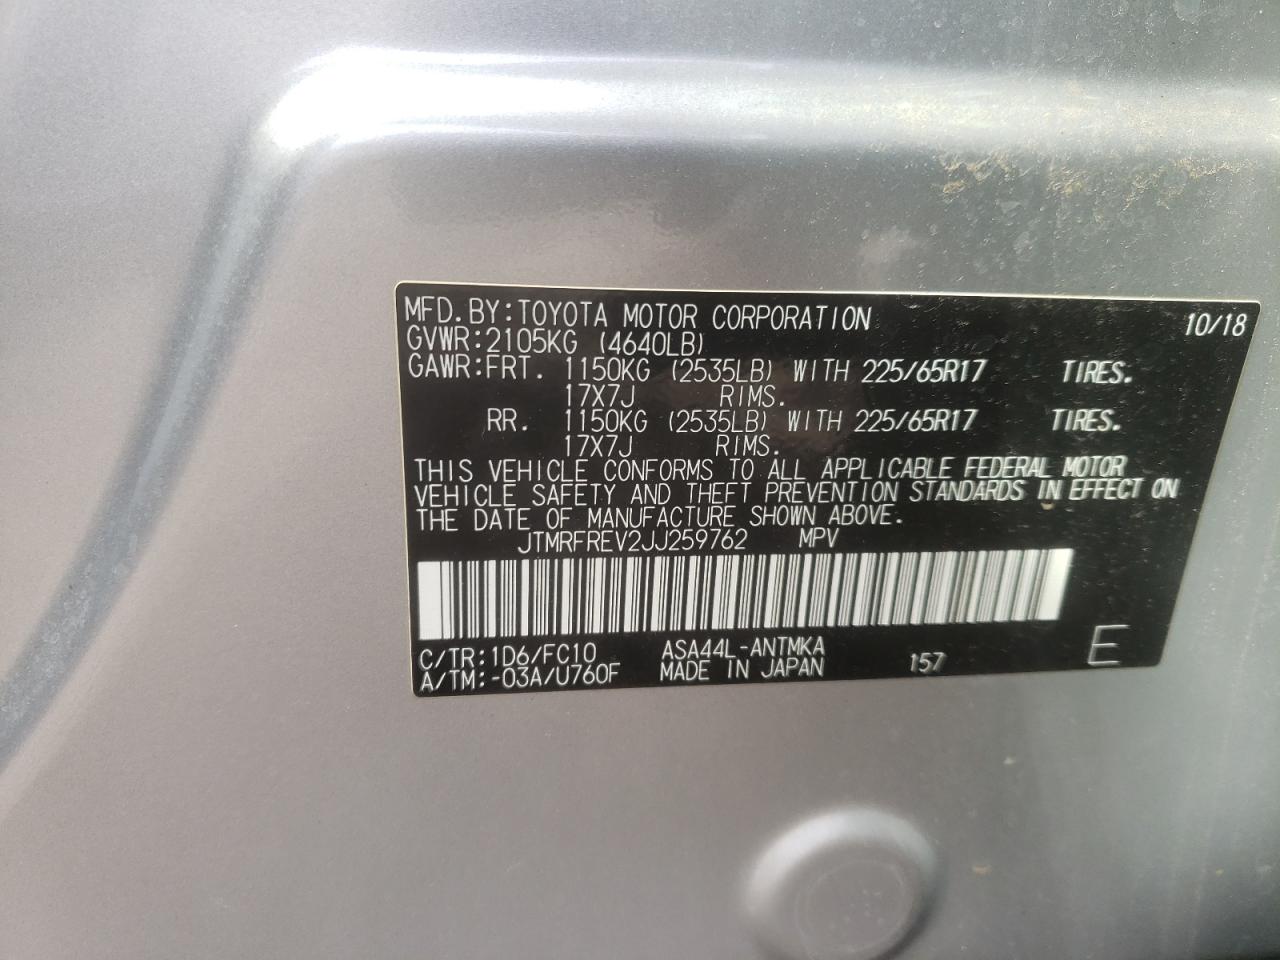 MFD. BY: TOYOTA MOTOR CORPORATION 10/18
GVWR: 2105KG (4640LB)
GAWR: FRT. 1150KG (2535LB) WITH 225/65R17 TIRES.
17X7J RIMS.
RR. 1150KG (2535LB) WITH 225/65R17 TIRES.
17X7J RIMS.
THIS VEHICLE CONFORMS TO ALL APPLICABLE FEDERAL MOTOR
VEHICLE SAFETY AND THEFT PREVENTION STANDARDS IN EFFECT ON
THE DATE OF MANUFACTURE SHOWN ABOVE.
JTMRFREV2JJ259762 MPV
C/TR: 1D6/FC10 ASA44L-ANTMKA 157 E
A/TM: -03A/U760F MADE IN JAPAN